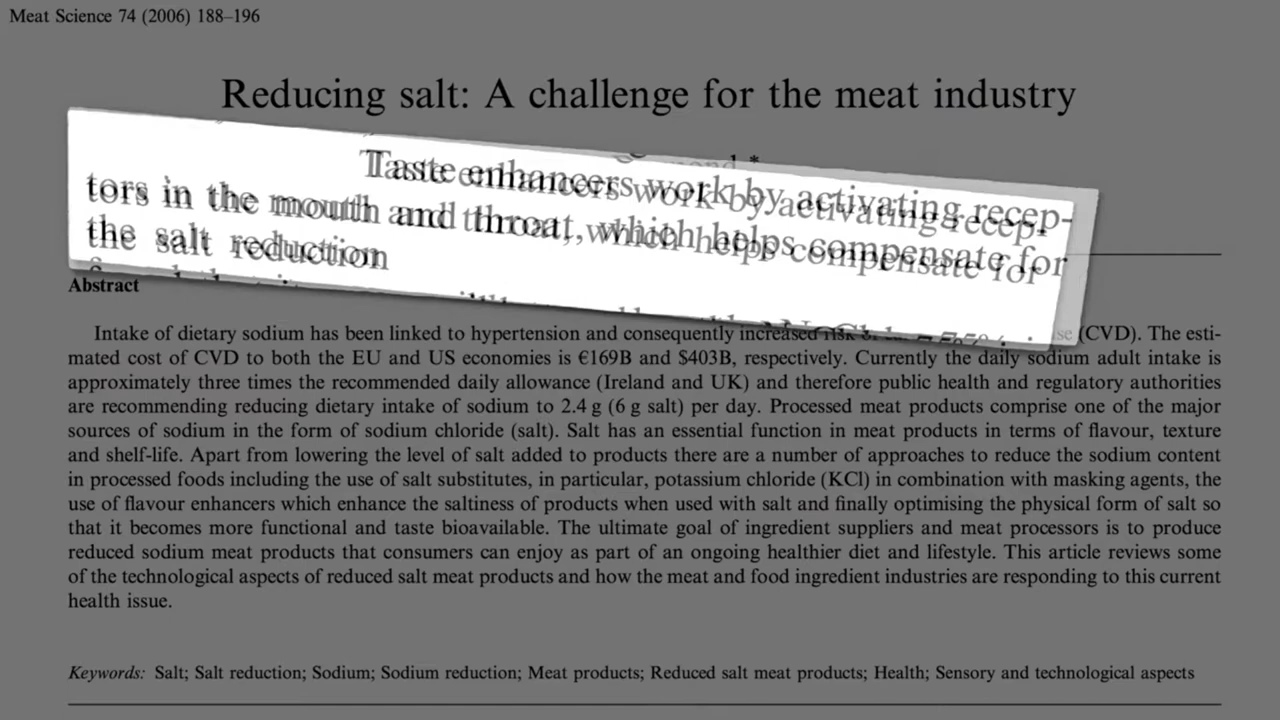 Meat Science 74 (2006) 188–196
Reducing salt: A challenge for the meat industry
Taste enhancers work by activating recep-
tors in the mouth and throat, which helps compensate for
the salt reduction
Abstract
Intake of dietary sodium has been linked to hypertension and consequently increased (CVD). The esti-
mated cost of CVD to both the EU and US economies is €169B and $403B, respectively. Currently the daily sodium adult intake is
approximately three times the recommended daily allowance (Ireland and UK) and therefore public health and regulatory authorities
are recommending reducing dietary intake of sodium to 2.4 g (6 g salt) per day. Processed meat products comprise one of the major
sources of sodium in the form of sodium chloride (salt). Salt has an essential function in meat products in terms of flavour, texture
and shelf-life. Apart from lowering the level of salt added to products there are a number of approaches to reduce the sodium content
in processed foods including the use of salt substitutes, in particular, potassium chloride (KCl) in combination with masking agents, the
use of flavour enhancers which enhance the saltiness of products when used with salt and finally optimising the physical form of salt so
that it becomes more functional and taste bioavailable. The ultimate goal of ingredient suppliers and meat processors is to produce
reduced sodium meat products that consumers can enjoy as part of an ongoing healthier diet and lifestyle. This article reviews some
of the technological aspects of reduced salt meat products and how the meat and food ingredient industries are responding to this current
health issue.
Keywords: Salt; Salt reduction; Sodium; Sodium reduction; Meat products; Reduced salt meat products; Health; Sensory and technological aspects